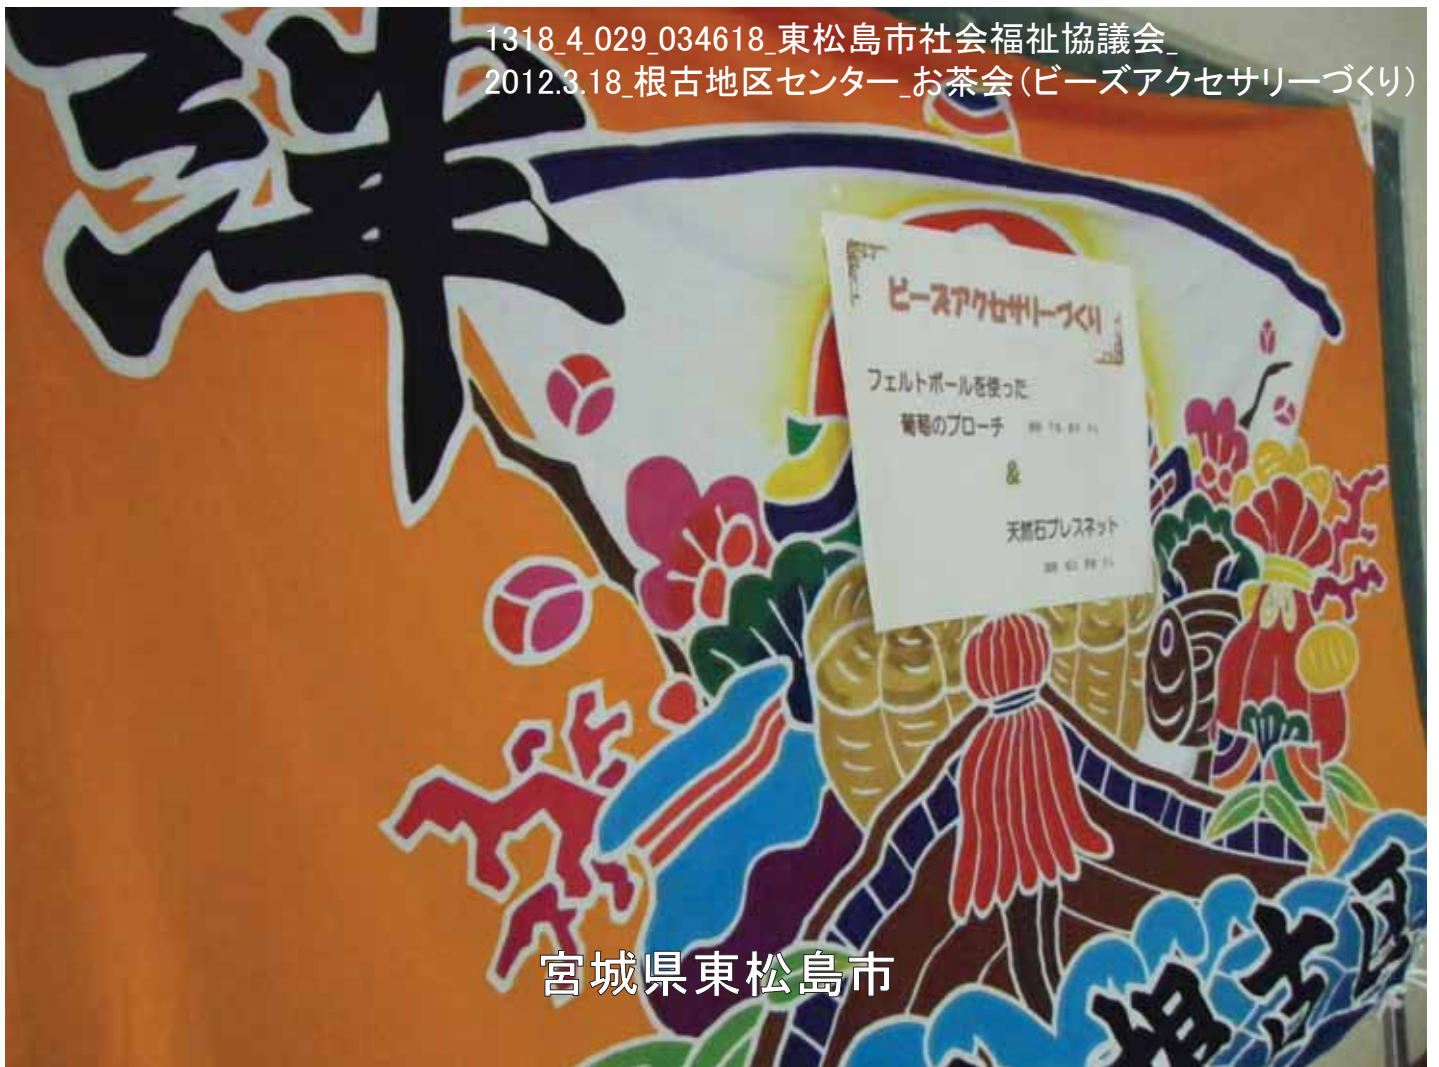 1318_4_029_034618_東松島市社会福祉協議会_
2012.3.18_根古地区センター_お茶会(ビーズアクセサリーづくり)
絆
ビーズアクセサリーづくり
フェルトボールを使った
葡萄のブローチ
&
天然石ブレスネット
宮城県東松島市
根古区